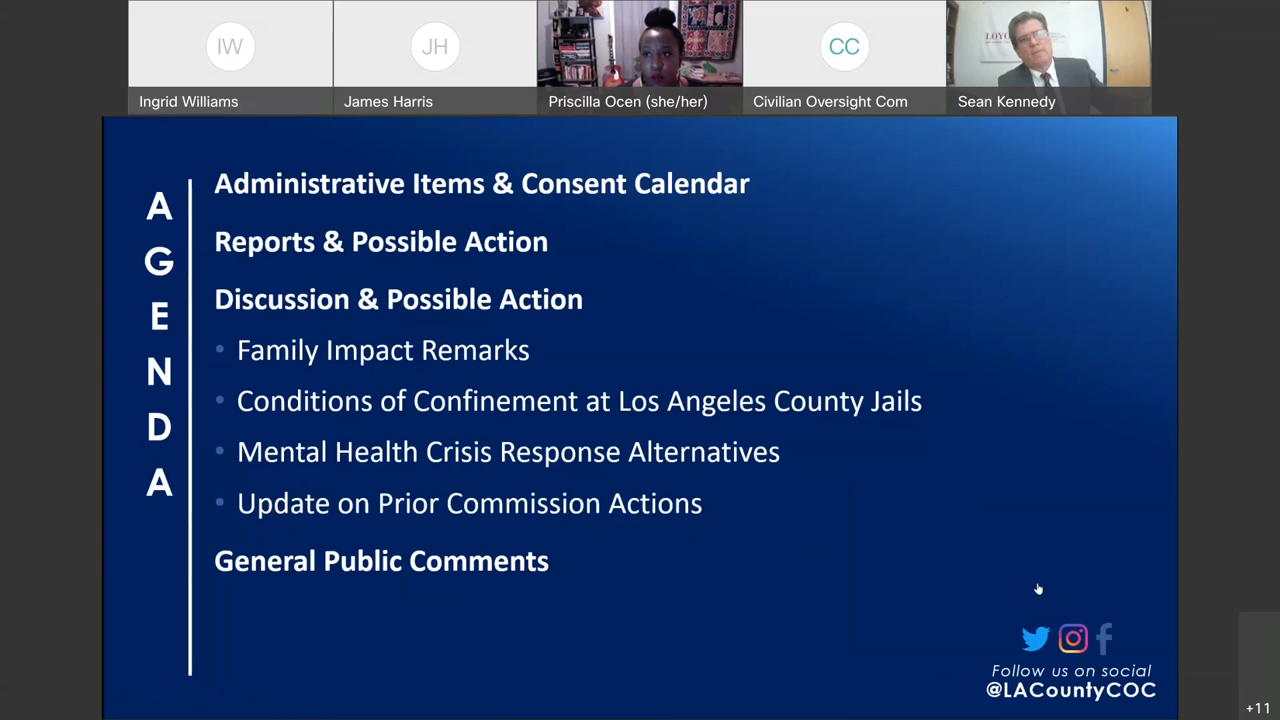 IW
JH
CC
LOYO
Ingrid Williams
James Harris
Priscilla Ocen (she/her)
Civilian Oversight Com
Sean Kennedy
AGENDA
Administrative Items & Consent Calendar
Reports & Possible Action
Discussion & Possible Action
• Family Impact Remarks
• Conditions of Confinement at Los Angeles County Jails
• Mental Health Crisis Response Alternatives
• Update on Prior Commission Actions
General Public Comments
Follow us on social
@LACountyCOC
+11